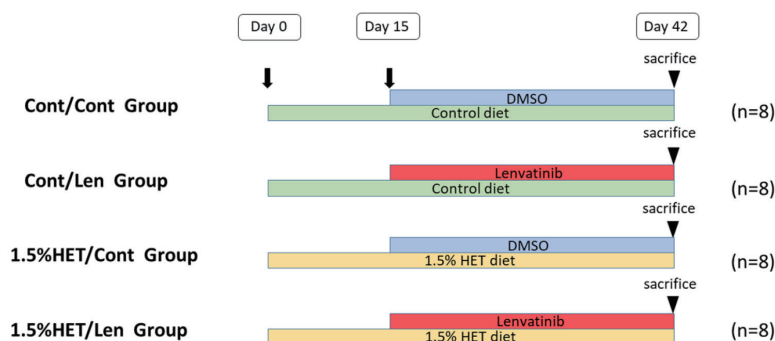 Day 0
Day 15
Day 42
sacrifice
Cont/Cont Group
DMSO
Control diet
(n=8)
sacrifice
Cont/Len Group
Lenvatinib
Control diet
(n=8)
sacrifice
1.5%HET/Cont Group
DMSO
1.5% HET diet
(n=8)
sacrifice
1.5%HET/Len Group
Lenvatinib
1.5% HET diet
(n=8)